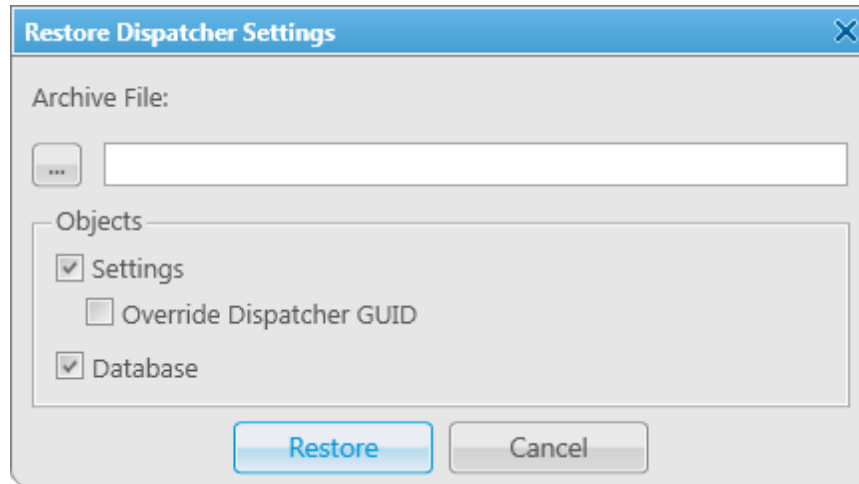 Restore Dispatcher Settings
Archive File:
...
Objects
Settings
Override Dispatcher GUID
Database
Restore Cancel